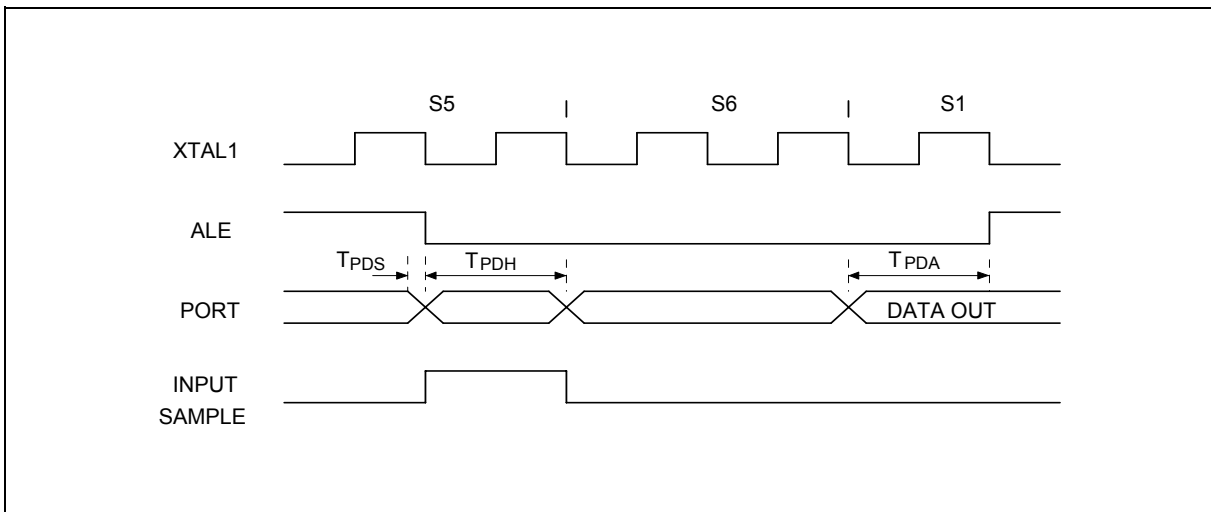 S5 | S6 | S1
XTAL1
ALE
TPDS TPDH TPDA
PORT DATA OUT
INPUT
SAMPLE